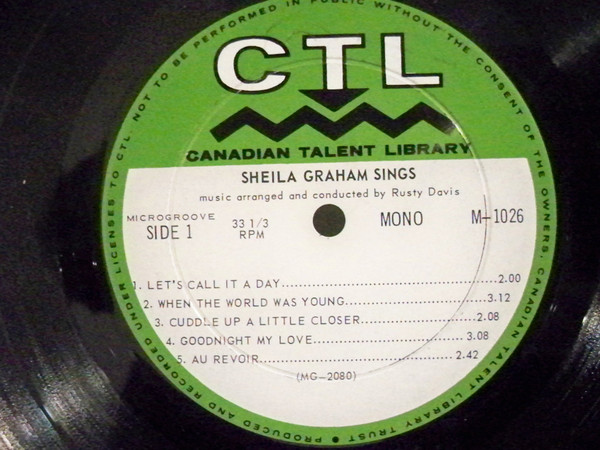 CTL
CANADIAN TALENT LIBRARY
SHEILA GRAHAM SINGS
music arranged and conducted by Rusty Davis
MICROGROOVE
SIDE 1
33 1/3
RPM
MONO
M-1026
1. LET'S CALL IT A DAY...2.00
2. WHEN THE WORLD WAS YOUNG...3.12
3. CUDDLE UP A LITTLE CLOSER...2.08
4. GOODNIGHT MY LOVE...3.08
5. AU REVOIR...2.42
(MG-2080)
PRODUCED AND RECORDED UNDER LICENSES TO CTL. NOT TO BE PERFORMED IN PUBLIC WITHOUT THE CONSENT OF THE OWNERS: CANADIAN TALENT LIBRARY TRUST •